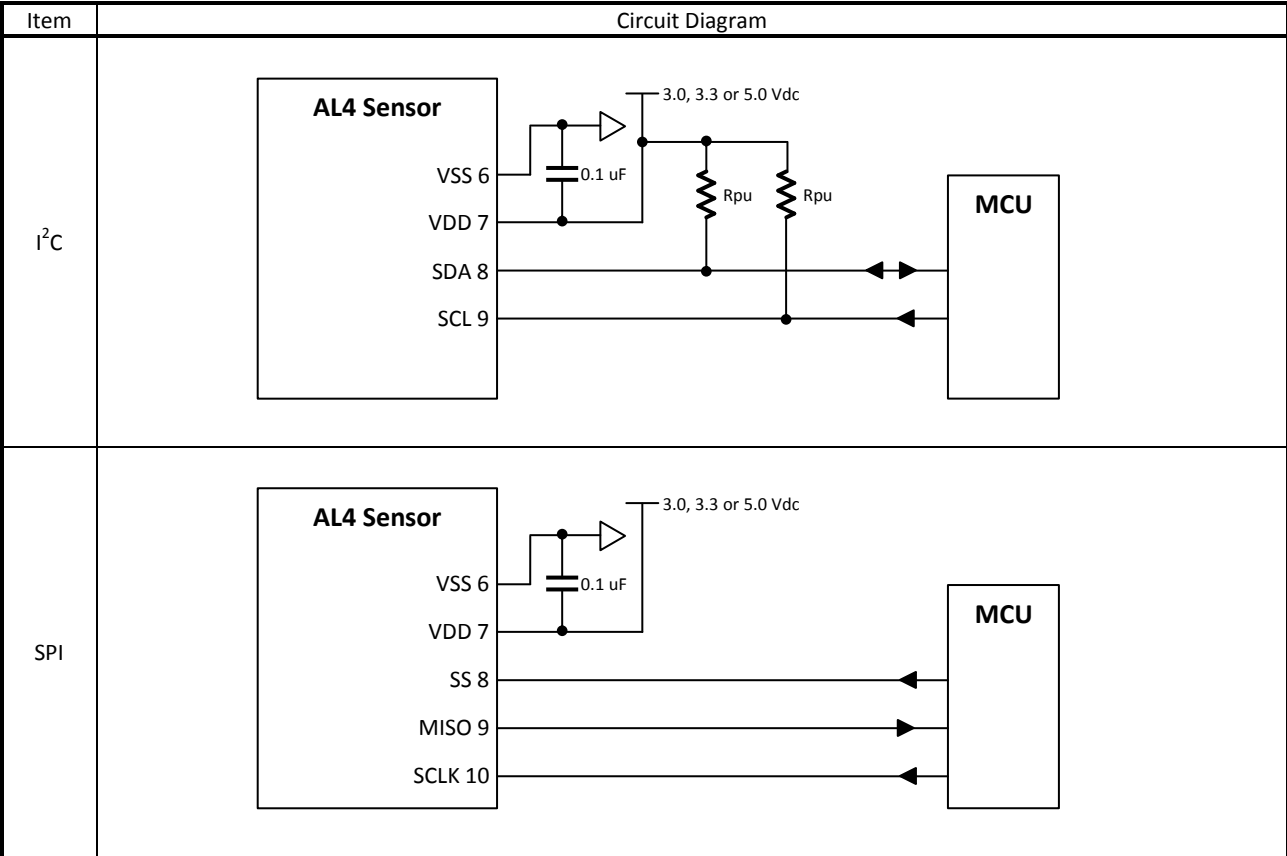 Item Circuit Diagram
I²C
AL4 Sensor
3.0, 3.3 or 5.0 Vdc
VSS 6
0.1 uF
Rpu
Rpu
MCU
VDD 7
SDA 8
SCL 9
SPI
AL4 Sensor
3.0, 3.3 or 5.0 Vdc
VSS 6
0.1 uF
MCU
VDD 7
SS 8
MISO 9
SCLK 10